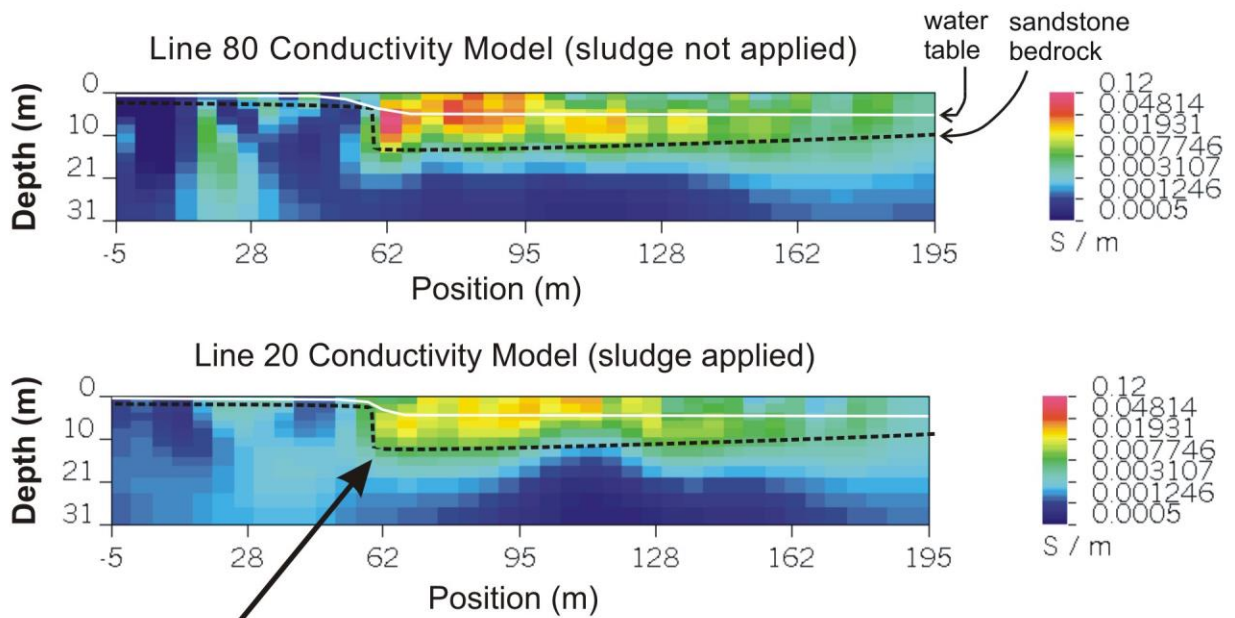 water table
sandstone bedrock
Line 80 Conductivity Model (sludge not applied)
Depth (m)
0
10
21
31
-5 28 62 95 128 162 195
Position (m)
0.12
0.04814
0.01931
0.007746
0.003107
0.001246
0.0005
S / m
Line 20 Conductivity Model (sludge applied)
Depth (m)
0
10
21
31
-5 28 62 95 128 162 195
Position (m)
0.12
0.04814
0.01931
0.007746
0.003107
0.001246
0.0005
S / m